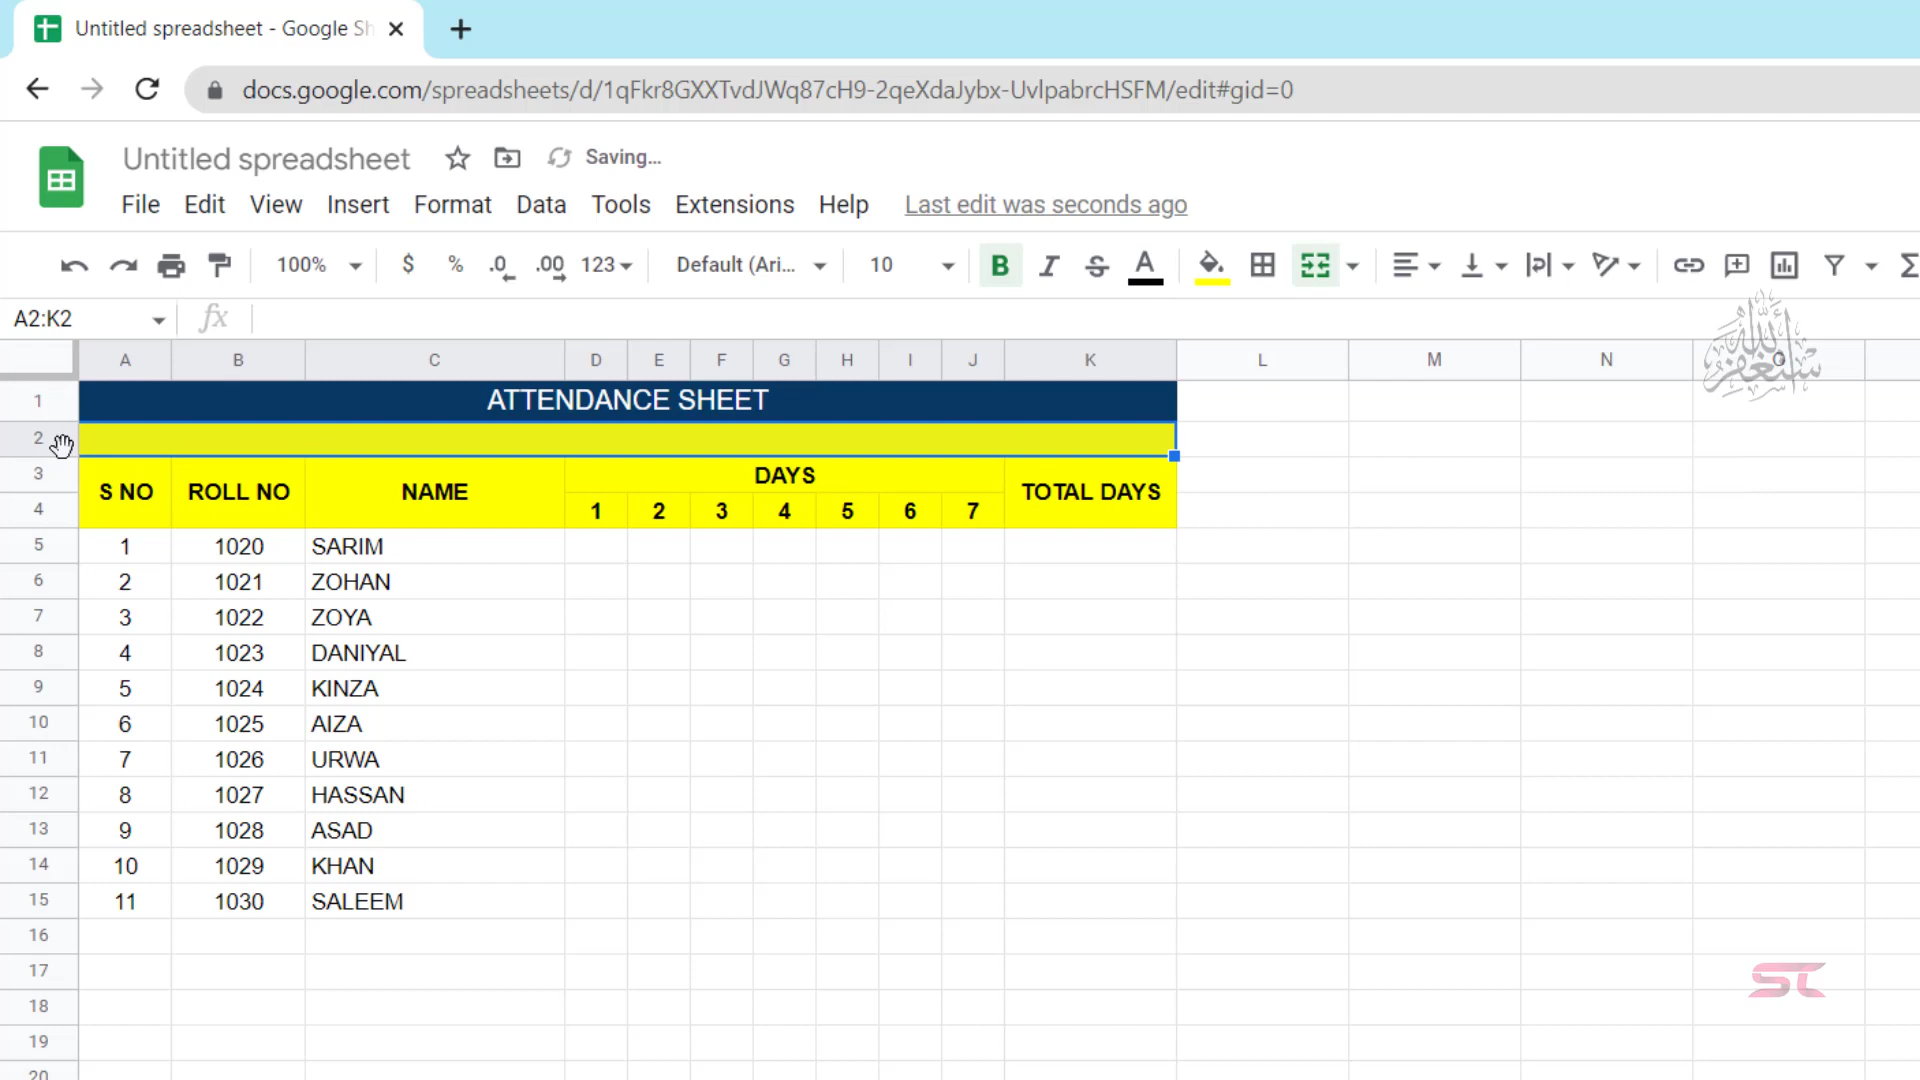 Untitled spreadsheet - Google Sh
docs.google.com/spreadsheets/d/1qFkr8GXXTvdJWq87cH9-2qeXdaJybx-UvlpabrcHSFM/edit#gid=0
Untitled spreadsheet Saving...
File Edit View Insert Format Data Tools Extensions Help Last edit was seconds ago
100% $ % .0 .00 123 Default (Ari... 10 B I S A Σ
A2:K2 fx
A B C D E F G H I J K L M N O
1 ATTENDANCE SHEET
2
3 S NO ROLL NO NAME DAYS TOTAL DAYS
4 1 2 3 4 5 6 7
5 1 1020 SARIM
6 2 1021 ZOHAN
7 3 1022 ZOYA
8 4 1023 DANIYAL
9 5 1024 KINZA
10 6 1025 AIZA
11 7 1026 URWA
12 8 1027 HASSAN
13 9 1028 ASAD
14 10 1029 KHAN
15 11 1030 SALEEM
16
17
18
19
20